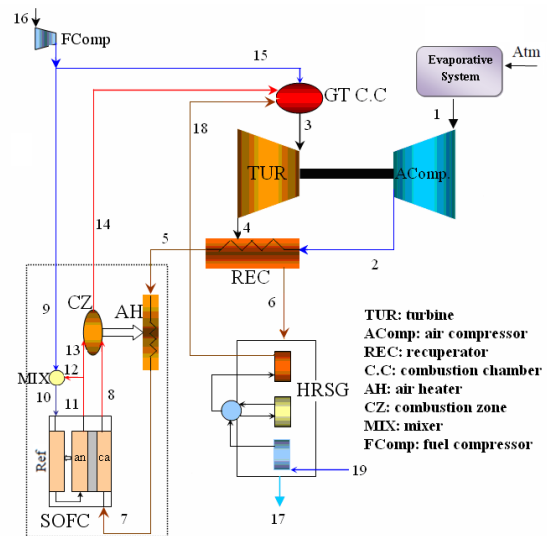 16
FComp
15
Evaporative
System
Atm
GT C.C
18
3
1
TUR
AComp.
14
5
4
REC
2
6
CZ
AH
9
13
12
MIX
10
11
8
HRSG
Ref
an
ca
SOFC
7
19
17
TUR: turbine
AComp: air compressor
REC: recuperator
C.C: combustion chamber
AH: air heater
CZ: combustion zone
MIX: mixer
FComp: fuel compressor